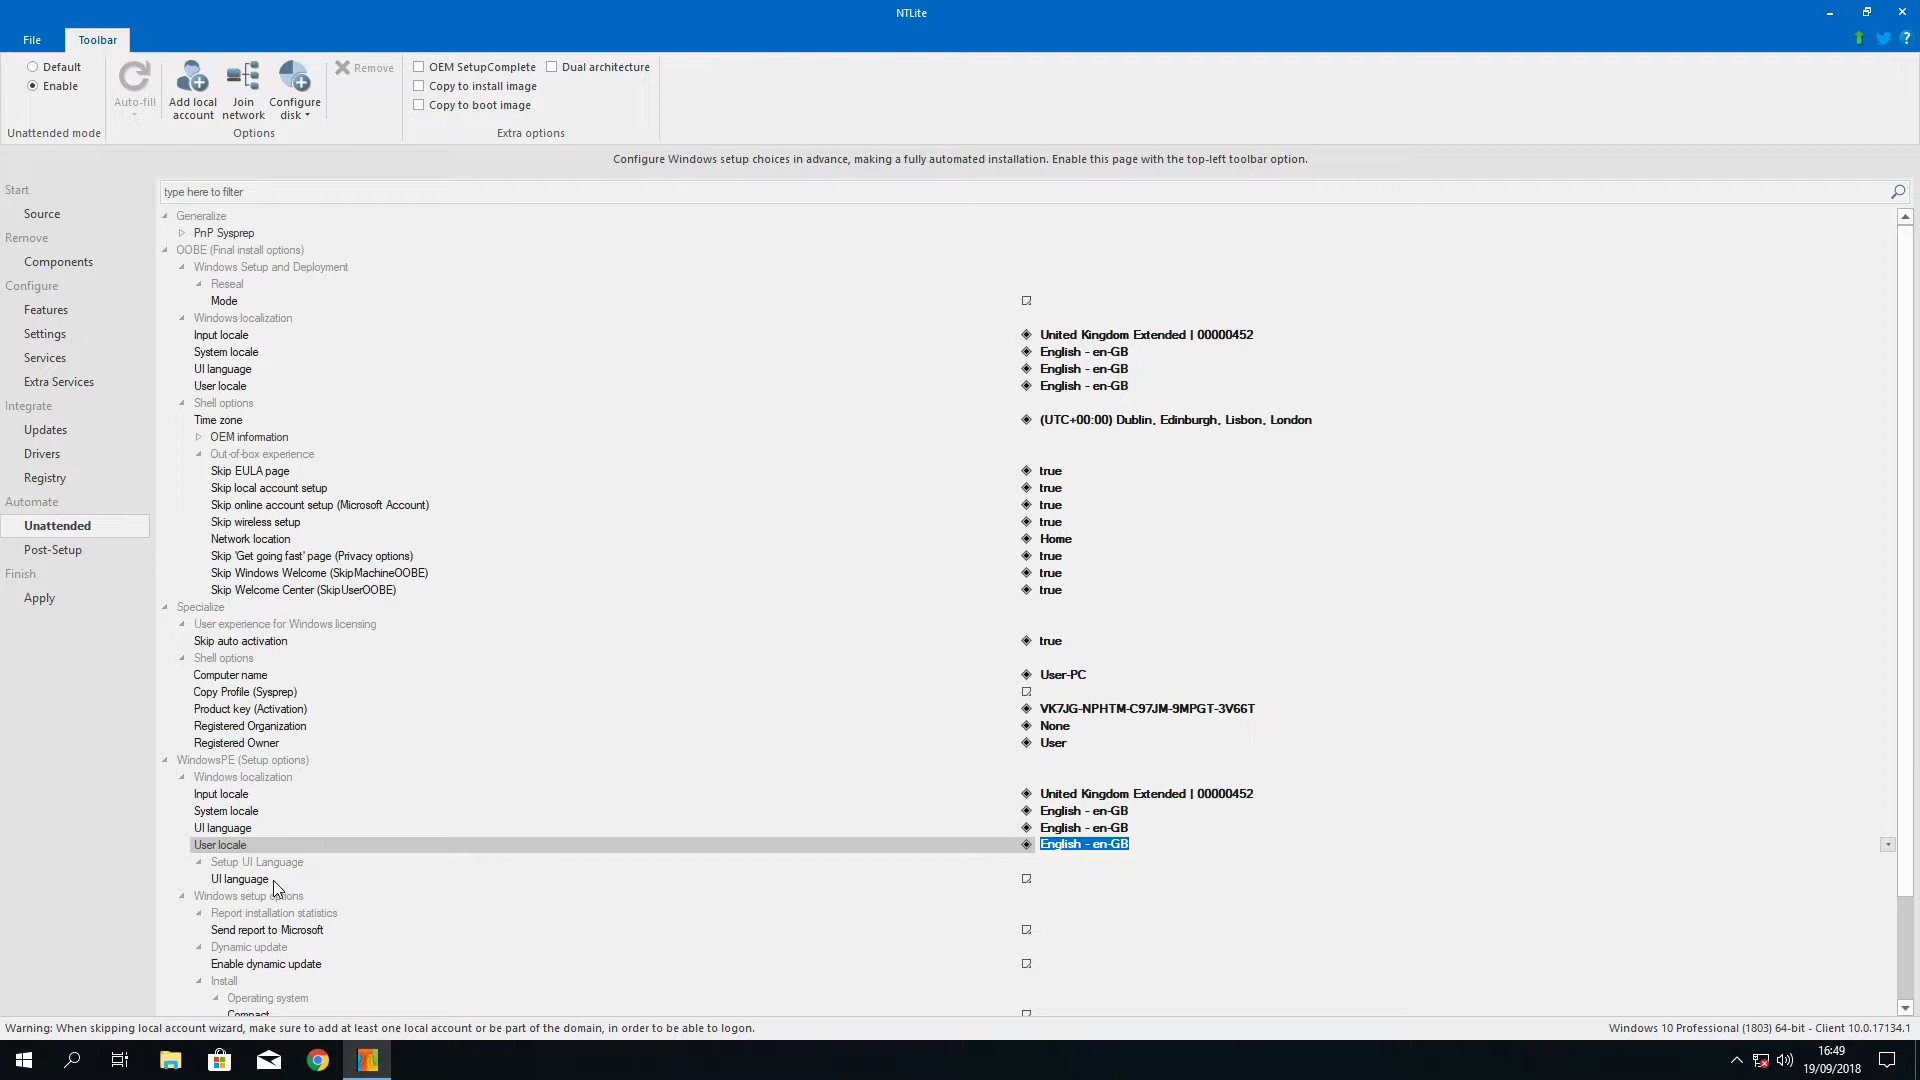 NTLite
File
Toolbar
Default
Enable
Unattended mode
Auto-fill
Add local account
Join network
Configure disk
Remove
Options
OEM SetupComplete
Dual architecture
Copy to install image
Copy to boot image
Extra options
Configure Windows setup choices in advance, making a fully automated installation. Enable this page with the top-left toolbar option.
Start
Source
Remove
Components
Configure
Features
Settings
Services
Extra Services
Integrate
Updates
Drivers
Registry
Automate
Unattended
Post-Setup
Finish
Apply
type here to filter
Generalize
PnP Sysprep
OOBE (Final install options)
Windows Setup and Deployment
Reseal
Mode
Windows localization
Input locale United Kingdom Extended | 00000452
System locale English - en-GB
UI language English - en-GB
User locale English - en-GB
Shell options
Time zone (UTC+00:00) Dublin, Edinburgh, Lisbon, London
OEM information
Out-of-box experience
Skip EULA page true
Skip local account setup true
Skip online account setup (Microsoft Account) true
Skip wireless setup true
Network location Home
Skip 'Get going fast' page (Privacy options) true
Skip Windows Welcome (SkipMachineOOBE) true
Skip Welcome Center (SkipUserOOBE) true
Specialize
User experience for Windows licensing
Skip auto activation true
Shell options
Computer name User-PC
Copy Profile (Sysprep)
Product key (Activation) VK7JG-NPHTM-C97JM-9MPGT-3V66T
Registered Organization None
Registered Owner User
WindowsPE (Setup options)
Windows localization
Input locale United Kingdom Extended | 00000452
System locale English - en-GB
UI language English - en-GB
User locale English - en-GB
Setup UI Language
UI language
Windows setup options
Report installation statistics
Send report to Microsoft
Dynamic update
Enable dynamic update
Install
Operating system
Compact
Warning: When skipping local account wizard, make sure to add at least one local account or be part of the domain, in order to be able to logon.
Windows 10 Professional (1803) 64-bit - Client 10.0.17134.1
16:49
19/09/2018